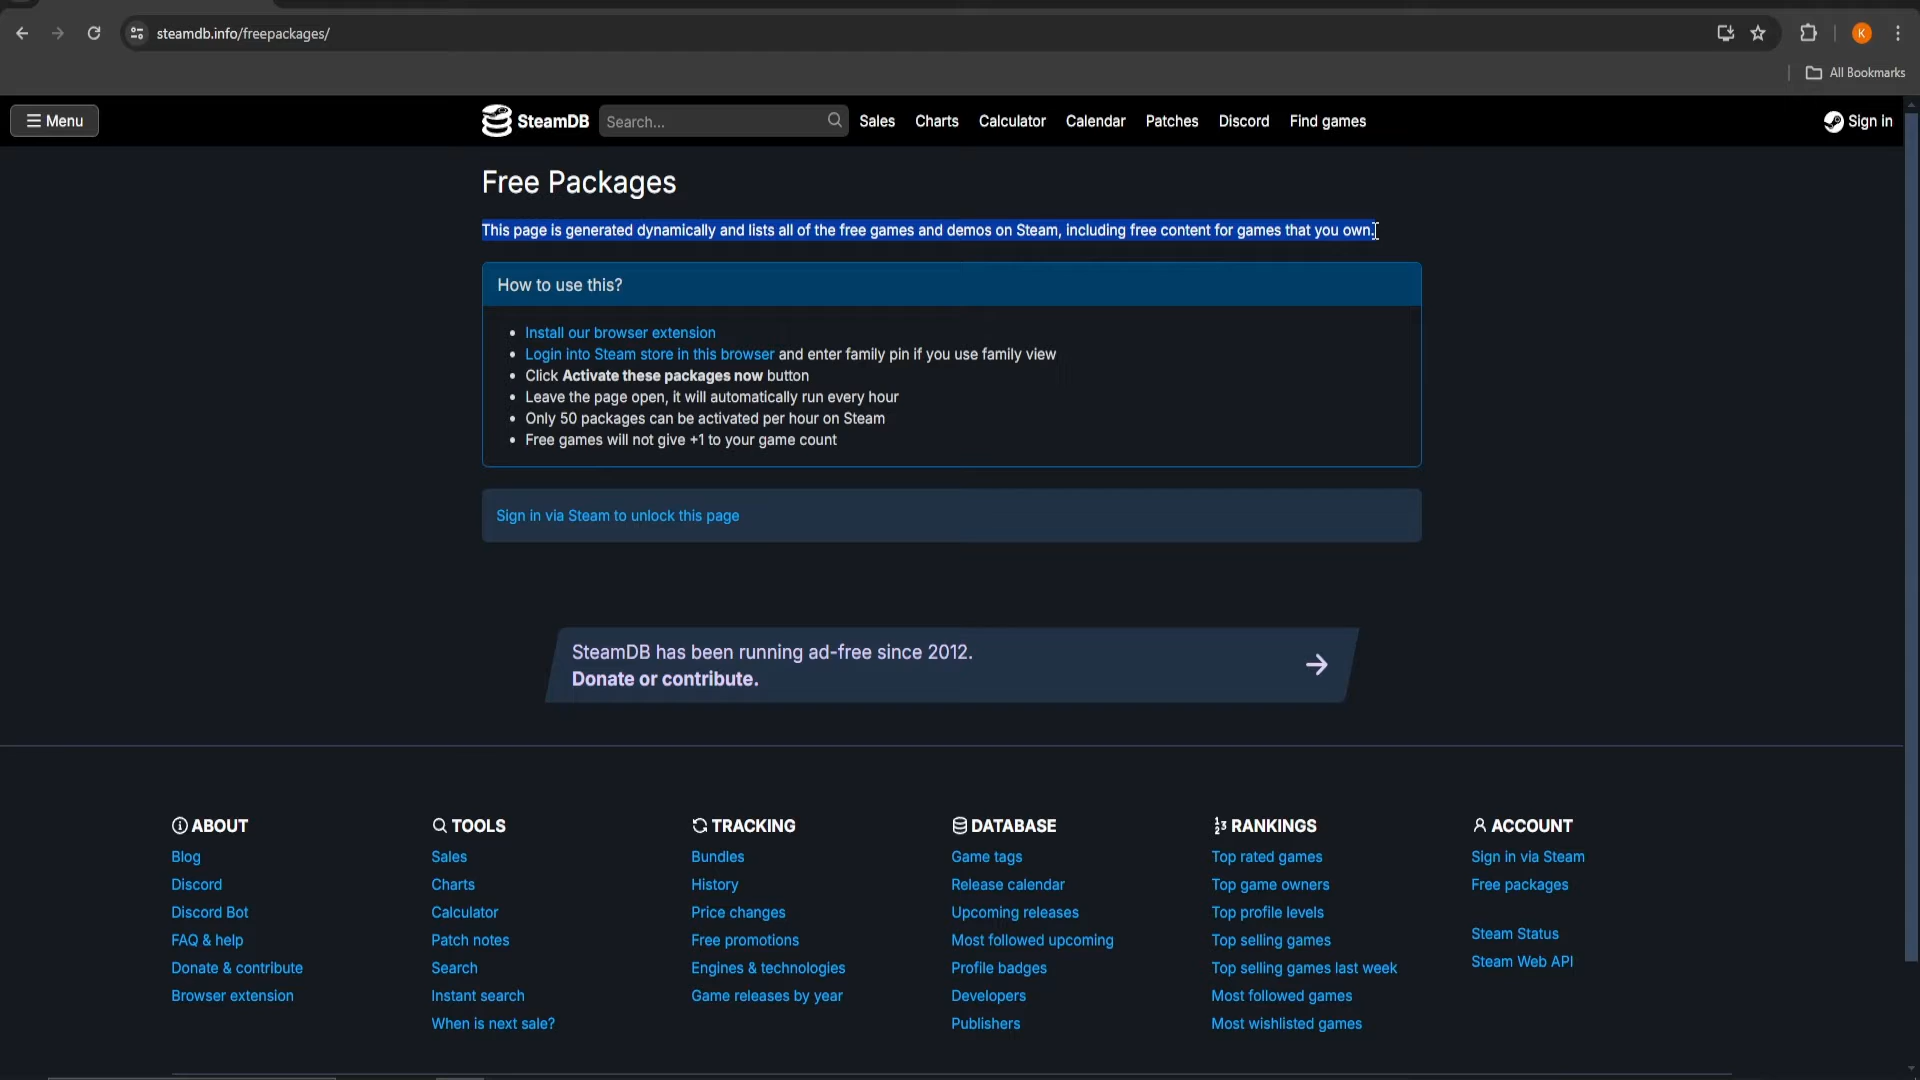 steamdb.info/freepackages/
K
All Bookmarks
Menu
SteamDB
Search...
Sales
Charts
Calculator
Calendar
Patches
Discord
Find games
Sign in
Free Packages
This page is generated dynamically and lists all of the free games and demos on Steam, including free content for games that you own.
How to use this?
Install our browser extension
Login into Steam store in this browser and enter family pin if you use family view
Click Activate these packages now button
Leave the page open, it will automatically run every hour
Only 50 packages can be activated per hour on Steam
Free games will not give +1 to your game count
Sign in via Steam to unlock this page
SteamDB has been running ad-free since 2012.
Donate or contribute.
ABOUT
Blog
Discord
Discord Bot
FAQ & help
Donate & contribute
Browser extension
TOOLS
Sales
Charts
Calculator
Patch notes
Search
Instant search
When is next sale?
TRACKING
Bundles
History
Price changes
Free promotions
Engines & technologies
Game releases by year
DATABASE
Game tags
Release calendar
Upcoming releases
Most followed upcoming
Profile badges
Developers
Publishers
RANKINGS
Top rated games
Top game owners
Top profile levels
Top selling games
Top selling games last week
Most followed games
Most wishlisted games
ACCOUNT
Sign in via Steam
Free packages
Steam Status
Steam Web API